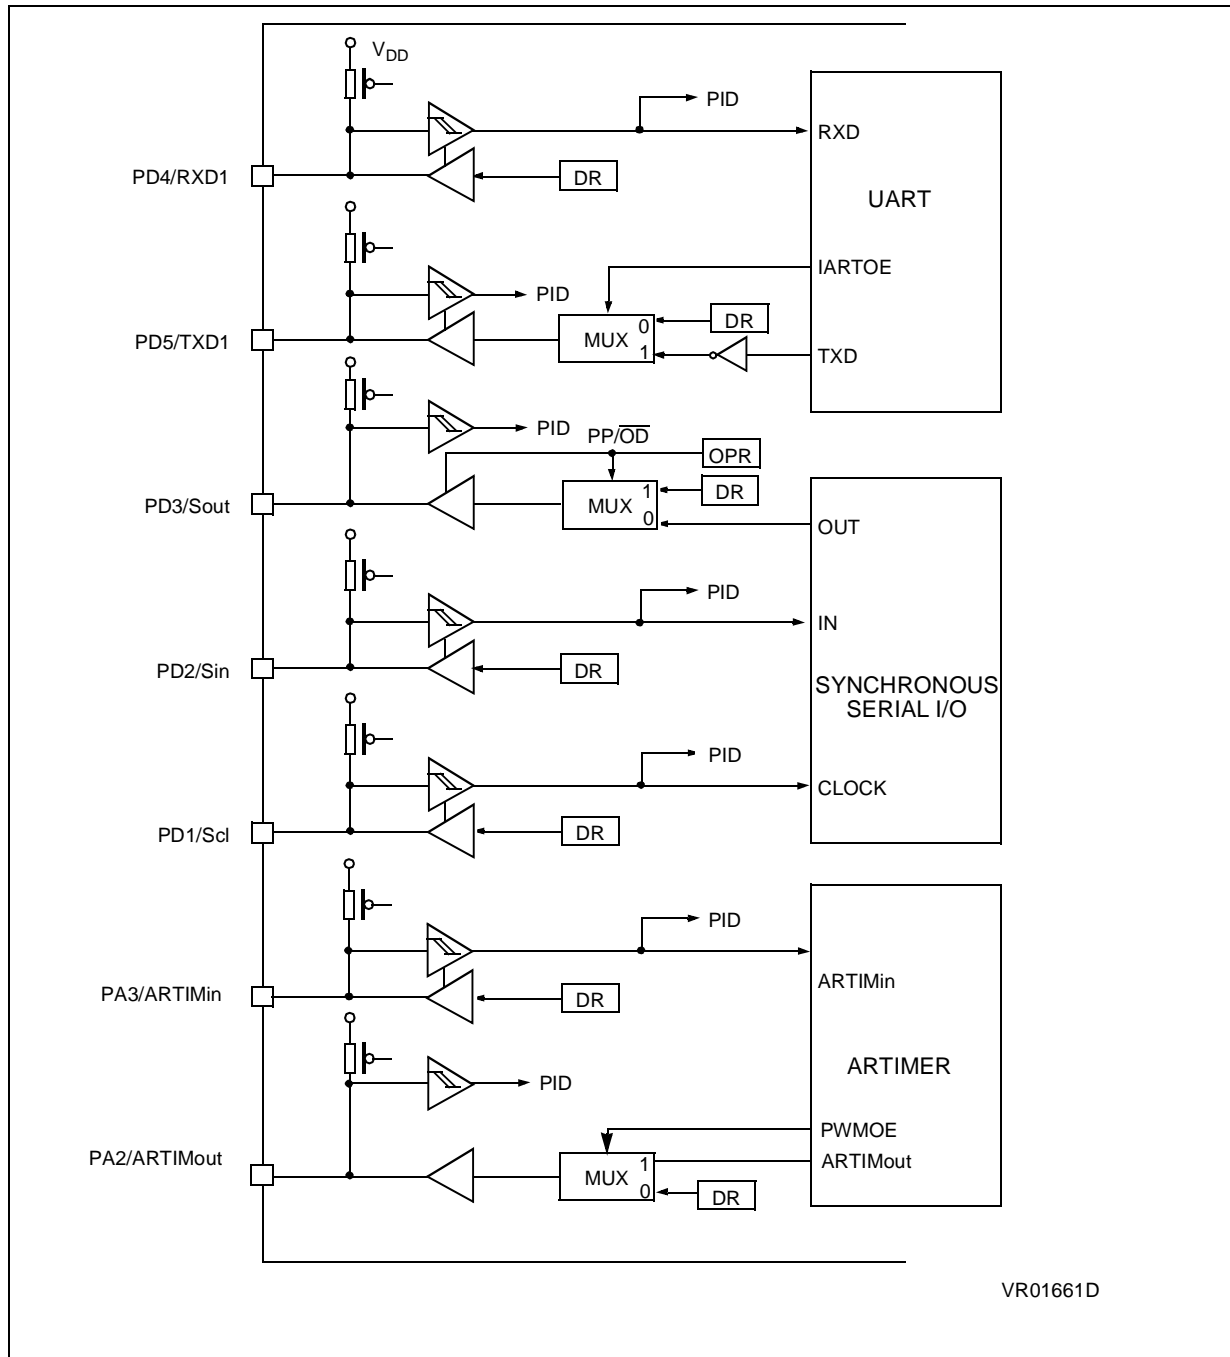 VDD
PID
RXD
PD4/RXD1
DR
UART
IARTOE
PID
DR
PD5/TXD1
MUX
0
1
TXD
PID
PP/OD
OPR
PD3/Sout
MUX
1
0
DR
OUT
PID
IN
PD2/Sin
DR
SYNCHRONOUS
SERIAL I/O
PID
CLOCK
PD1/Scl
DR
PID
ARTIMin
PA3/ARTIMin
DR
ARTIMER
PID
PWMOE
PA2/ARTIMout
MUX
1
0
ARTIMout
DR
VR01661D